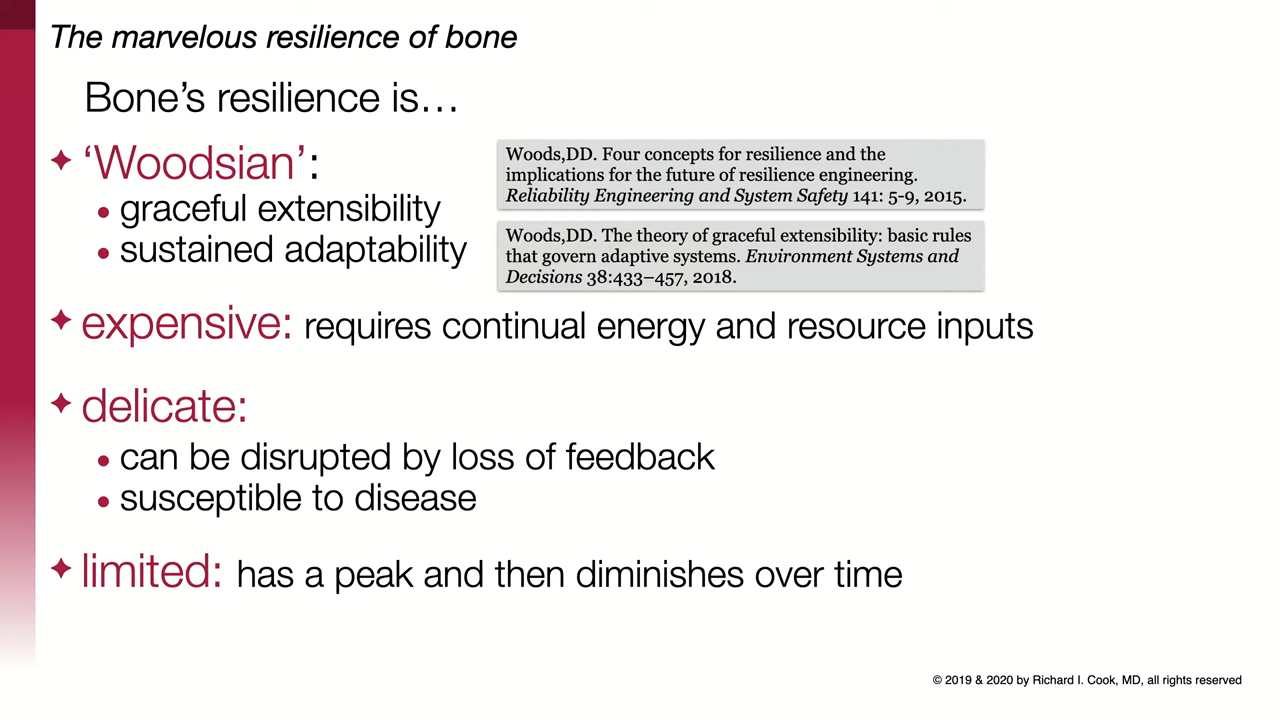 The marvelous resilience of bone
Bone’s resilience is…
‘Woodsian’:
• graceful extensibility
• sustained adaptability
Woods,DD. Four concepts for resilience and the
implications for the future of resilience engineering.
Reliability Engineering and System Safety 141: 5-9, 2015.
Woods,DD. The theory of graceful extensibility: basic rules
that govern adaptive systems. Environment Systems and
Decisions 38:433–457, 2018.
expensive: requires continual energy and resource inputs
delicate:
• can be disrupted by loss of feedback
• susceptible to disease
limited: has a peak and then diminishes over time
© 2019 & 2020 by Richard I. Cook, MD, all rights reserved